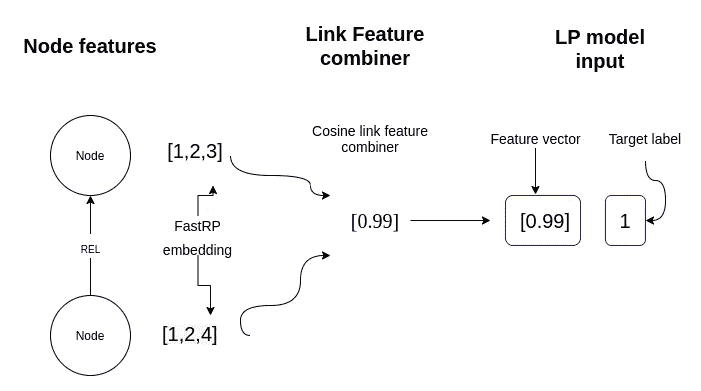 Node features
Link Feature
combiner
LP model
input
Node
[1,2,3]
Cosine link feature
combiner
Feature vector
Target label
FastRP
embedding
REL
[0.99]
[0.99]
1
Node
[1,2,4]